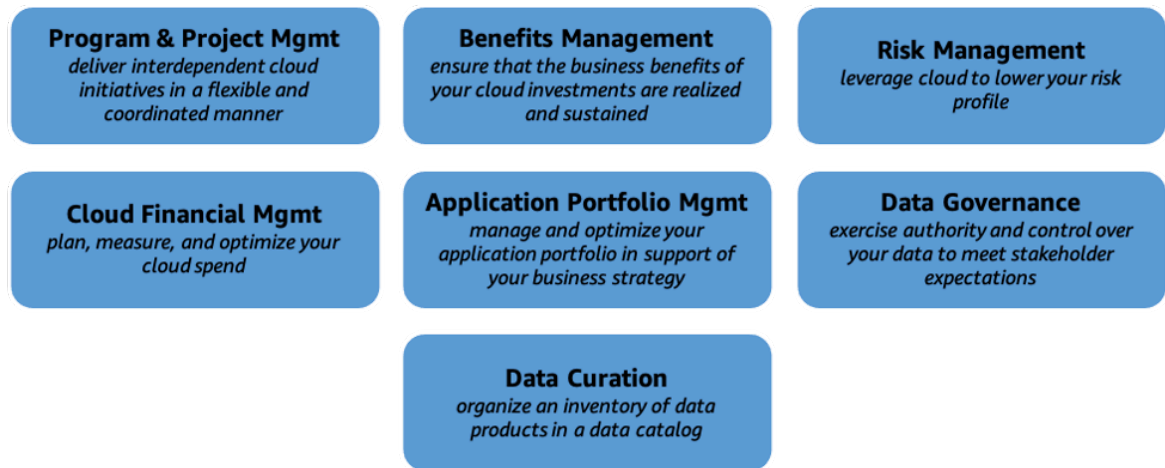 Program & Project Mgmt
deliver interdependent cloud
initiatives in a flexible and
coordinated manner
Benefits Management
ensure that the business benefits of
your cloud investments are realized
and sustained
Risk Management
leverage cloud to lower your risk
profile
Cloud Financial Mgmt
plan, measure, and optimize your
cloud spend
Application Portfolio Mgmt
manage and optimize your
application portfolio in support of
your business strategy
Data Governance
exercise authority and control over
your data to meet stakeholder
expectations
Data Curation
organize an inventory of data
products in a data catalog